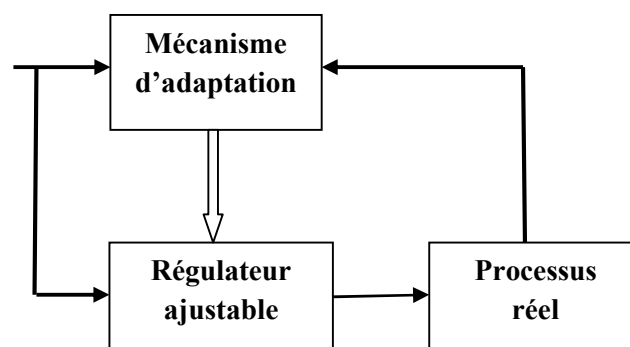 Mécanisme
d’adaptation
Régulateur
ajustable
Processus
réel